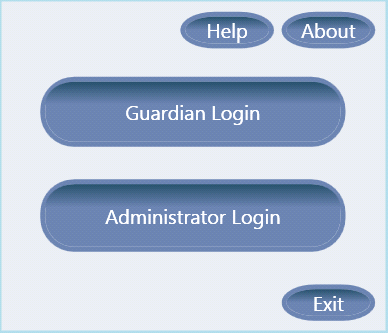 Help
About
Guardian Login
Administrator Login
Exit